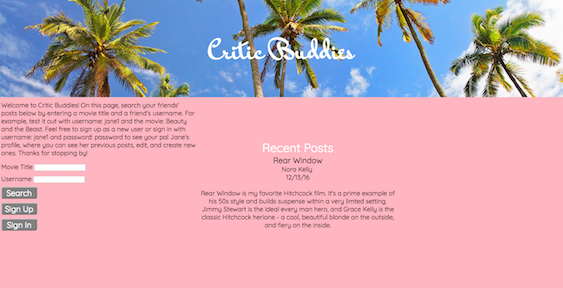 Critic Buddies
Welcome to Critic Buddies! On this page, search your friends'
posts below by entering a movie title and a friend's username. For
example, test it out with username: jane1 and the movie: Beauty
and the Beast. Feel free to sign up as a new user or sign in with
username: jane1 and password: password to see your pal Jane's
profile, where you can see her previous posts, edit, and create new
ones. Thanks for stopping by!
Movie Title
Username
Search
Sign Up
Sign In
Recent Posts
Rear Window
Nora Kelly
12/13/16
Rear Window is my favorite Hitchcock film. It's a prime example of
his 50s style and builds suspense within a very limted setting.
Jimmy Stewart is the ideal every man hero, and Grace Kelly is the
classic Hitchcock herione - a cool, beautiful blonde on the outside,
and fiery on the inside.